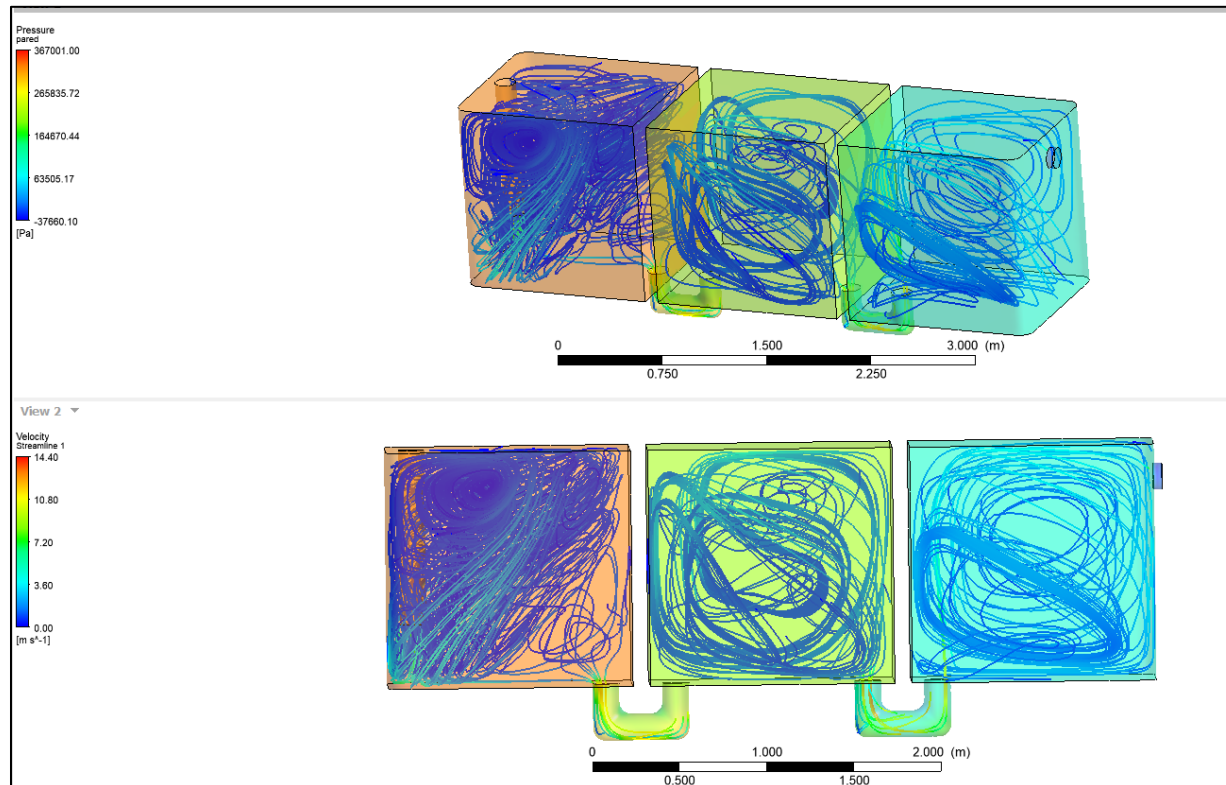 Pressure
pared
367001.00
265835.72
164670.44
63505.17
-37660.10
[Pa]
0 1.500 3.000 (m)
0.750 2.250
View 2
Velocity
Streamline 1
14.40
10.80
7.20
3.60
0.00
[m s^-1]
0 1.000 2.000 (m)
0.500 1.500